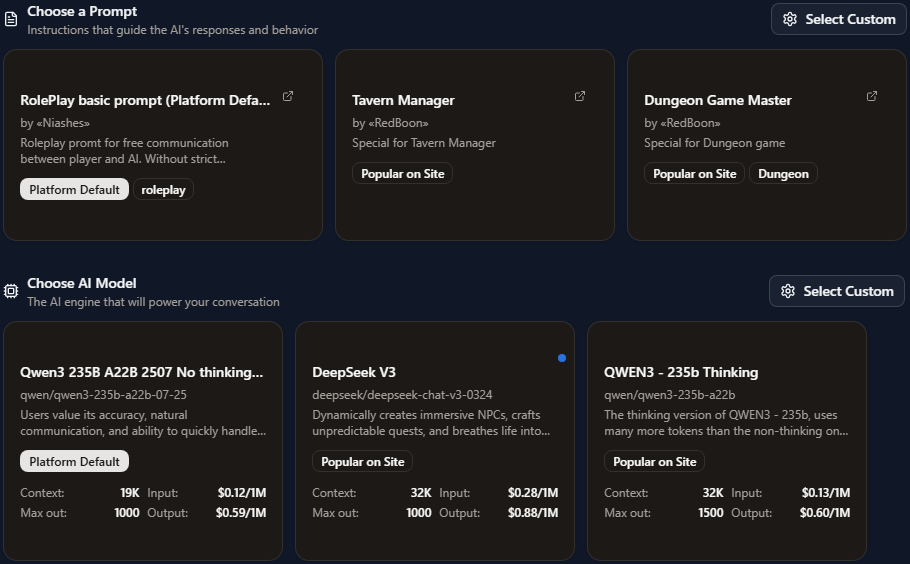 Choose a Prompt
Instructions that guide the AI's responses and behavior
Select Custom
RolePlay basic prompt (Platform Defa...
by «Niashes»
Roleplay promt for free communication
between player and AI. Without strict...
Platform Default
roleplay
Tavern Manager
by «RedBoon»
Special for Tavern Manager
Popular on Site
Dungeon Game Master
by «RedBoon»
Special for Dungeon game
Popular on Site
Dungeon
Choose AI Model
The AI engine that will power your conversation
Select Custom
Qwen3 235B A22B 2507 No thinking...
qwen/qwen3-235b-a22b-07-25
Users value its accuracy, natural
communication, and ability to quickly handle...
Platform Default
Context: 19K Input: $0.12/1M
Max out: 1000 Output: $0.59/1M
DeepSeek V3
deepseek/deepseek-chat-v3-0324
Dynamically creates immersive NPCs, crafts
unpredictable quests, and breathes life into...
Popular on Site
Context: 32K Input: $0.28/1M
Max out: 1000 Output: $0.88/1M
QWEN3 - 235b Thinking
qwen/qwen3-235b-a22b
The thinking version of QWEN3 - 235b, uses
many more tokens than the non-thinking on...
Popular on Site
Context: 32K Input: $0.13/1M
Max out: 1500 Output: $0.60/1M